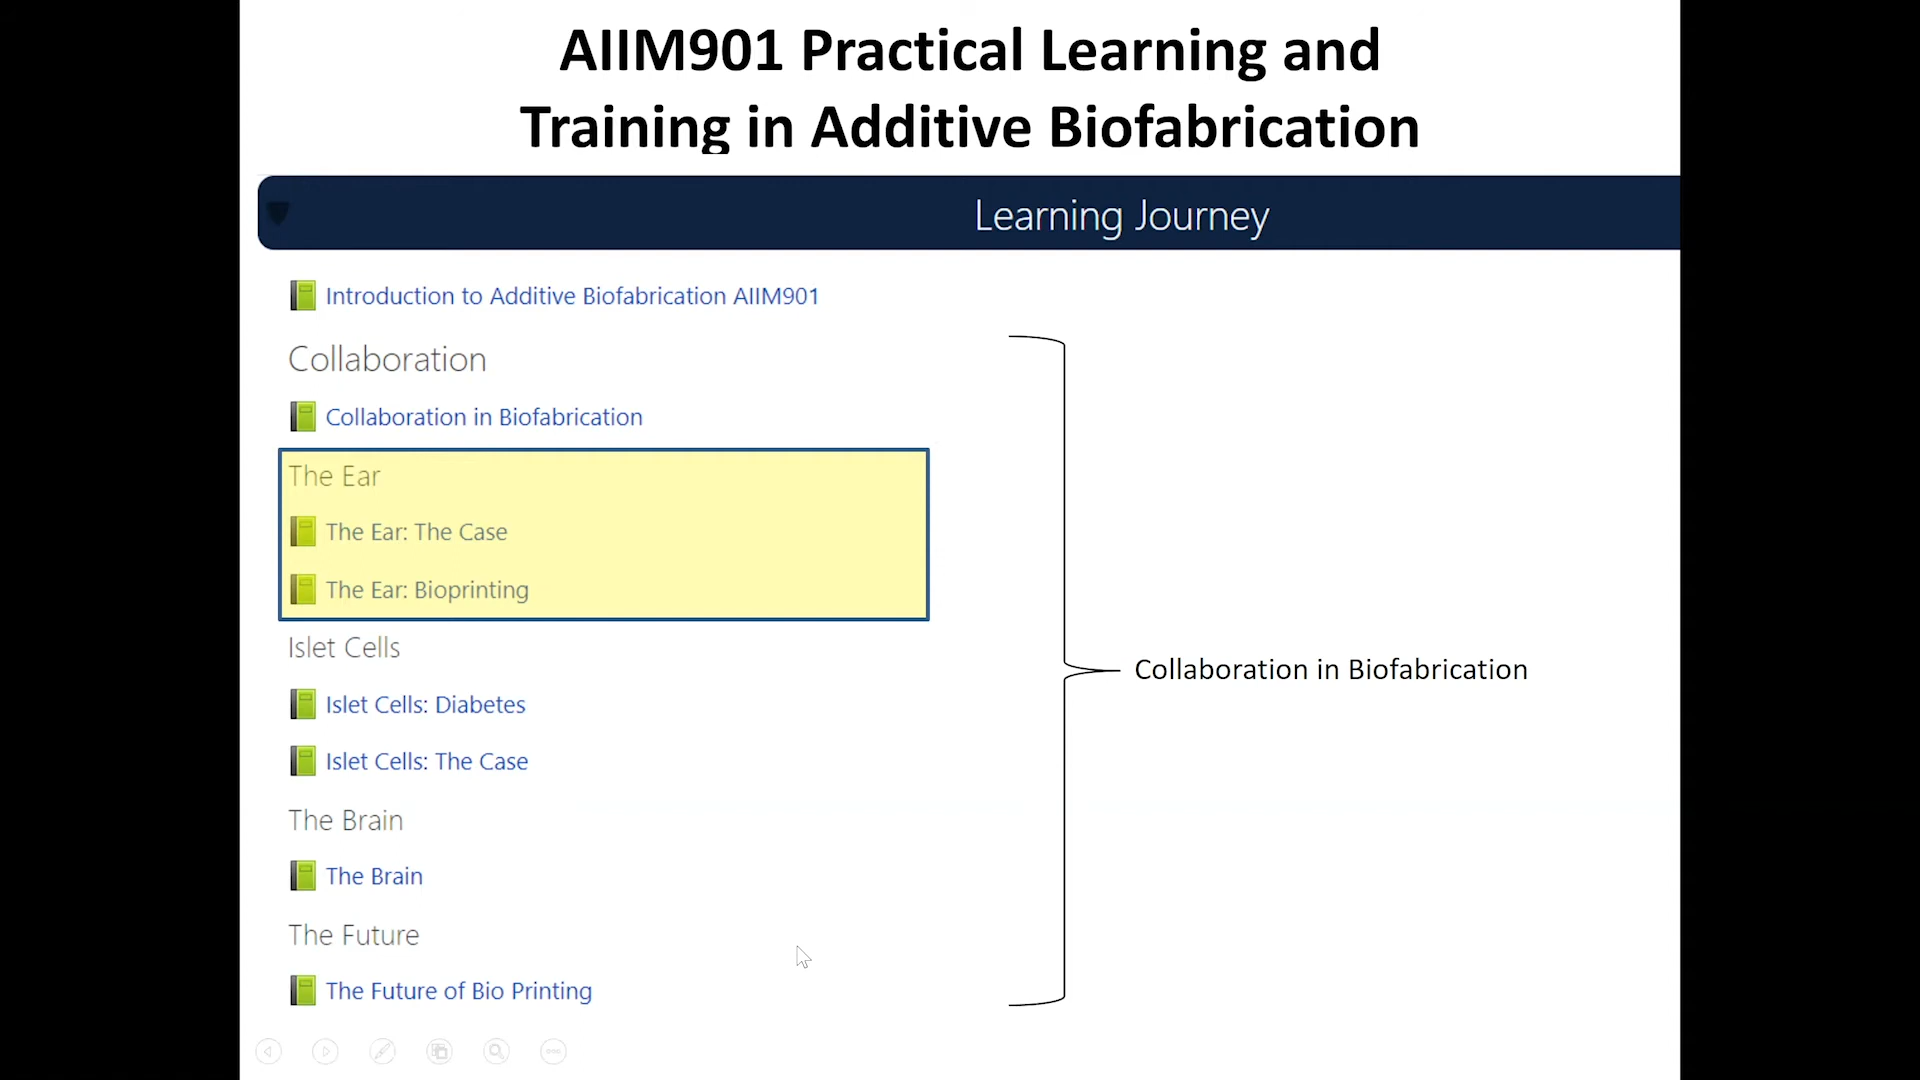 AIIM901 Practical Learning and
Training in Additive Biofabrication
Learning Journey
Introduction to Additive Biofabrication AIIM901
Collaboration
Collaboration in Biofabrication
The Ear
The Ear: The Case
The Ear: Bioprinting
Islet Cells
Collaboration in Biofabrication
Islet Cells: Diabetes
Islet Cells: The Case
The Brain
The Brain
The Future
The Future of Bio Printing